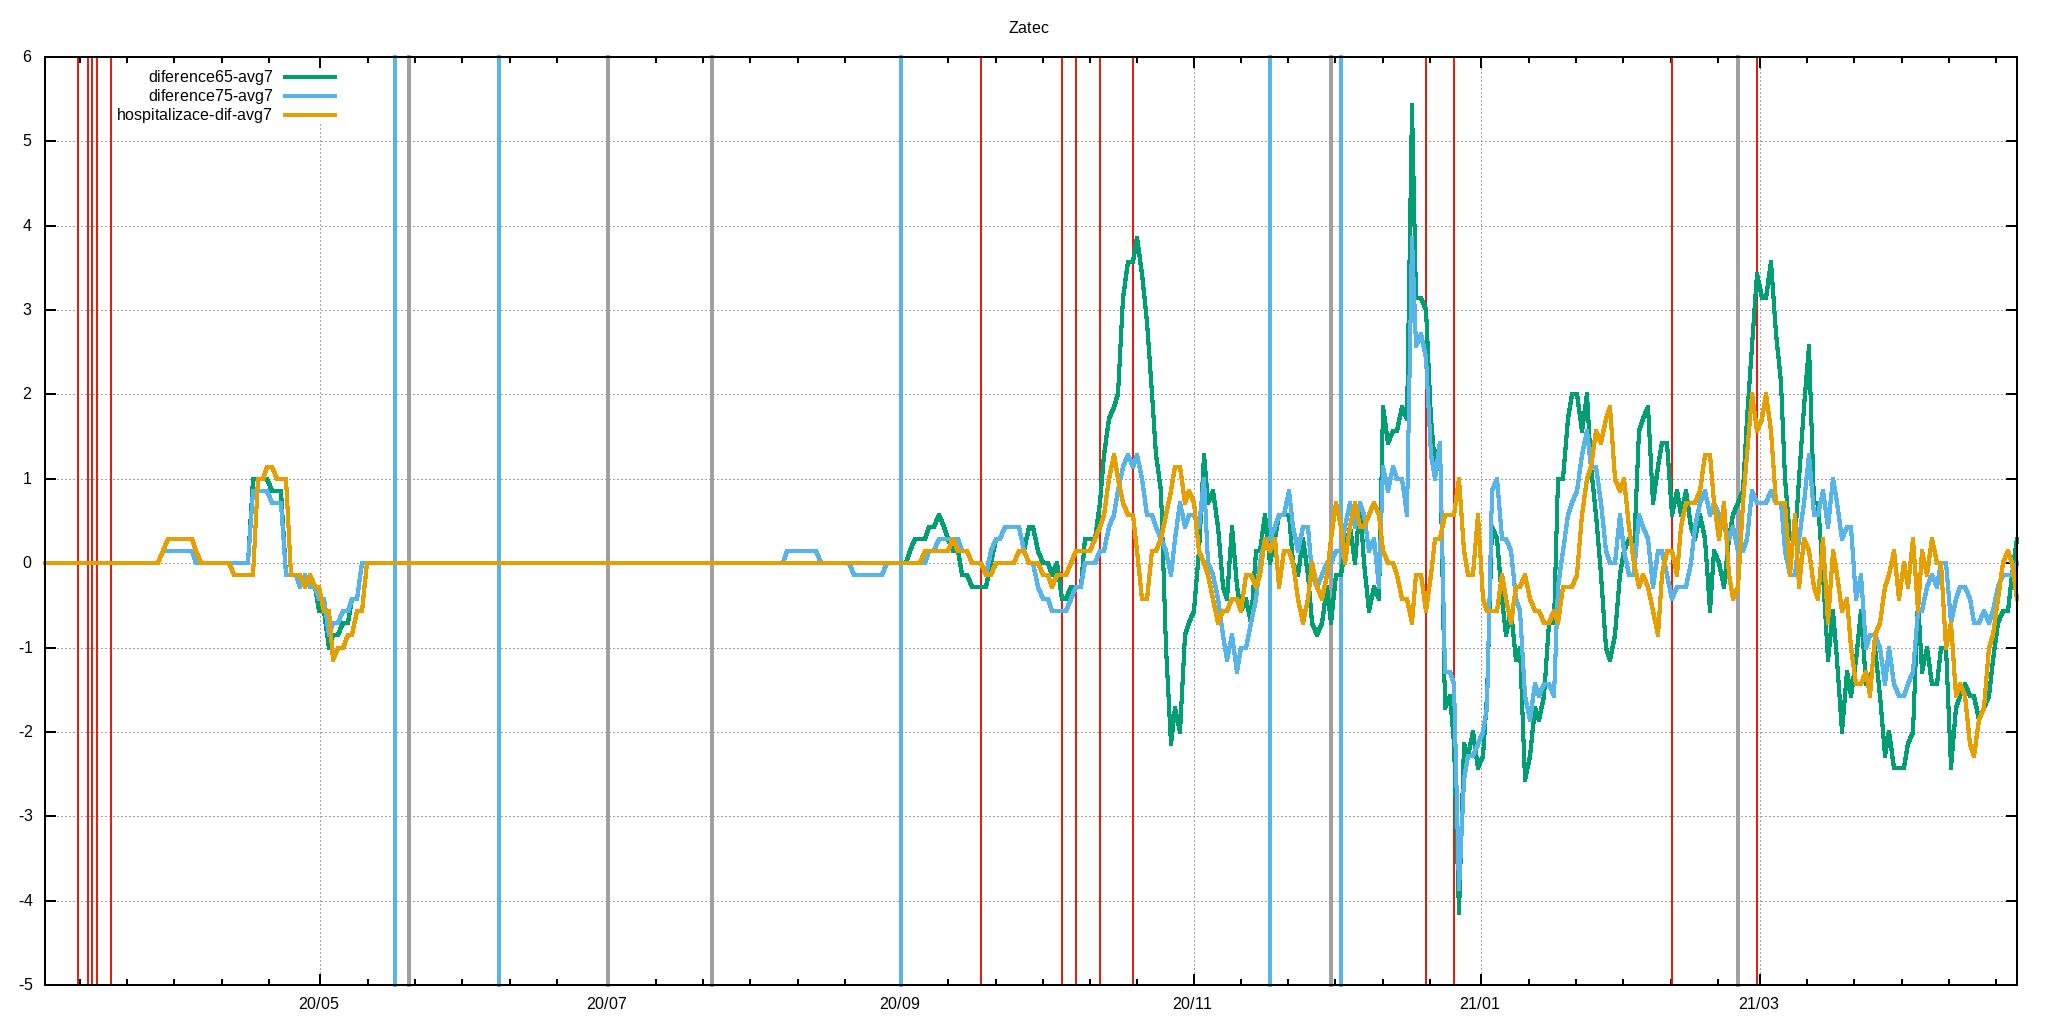 Zatec
6
diference65-avg7
diference75-avg7
hospitalizace-dif-avg7
5
4
3
2
1
0
-1
-2
-3
-4
-5
20/05 20/07 20/09 20/11 21/01 21/03